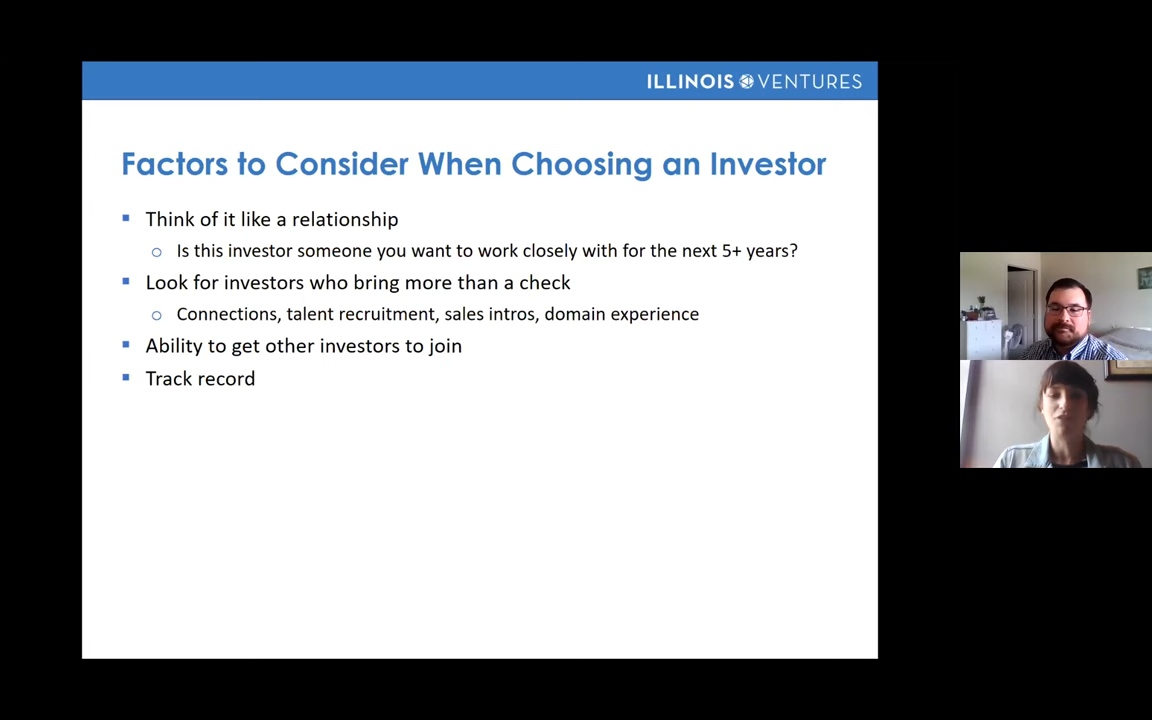 ILLINOIS VENTURES
Factors to Consider When Choosing an Investor
Think of it like a relationship
Is this investor someone you want to work closely with for the next 5+ years?
Look for investors who bring more than a check
Connections, talent recruitment, sales intros, domain experience
Ability to get other investors to join
Track record